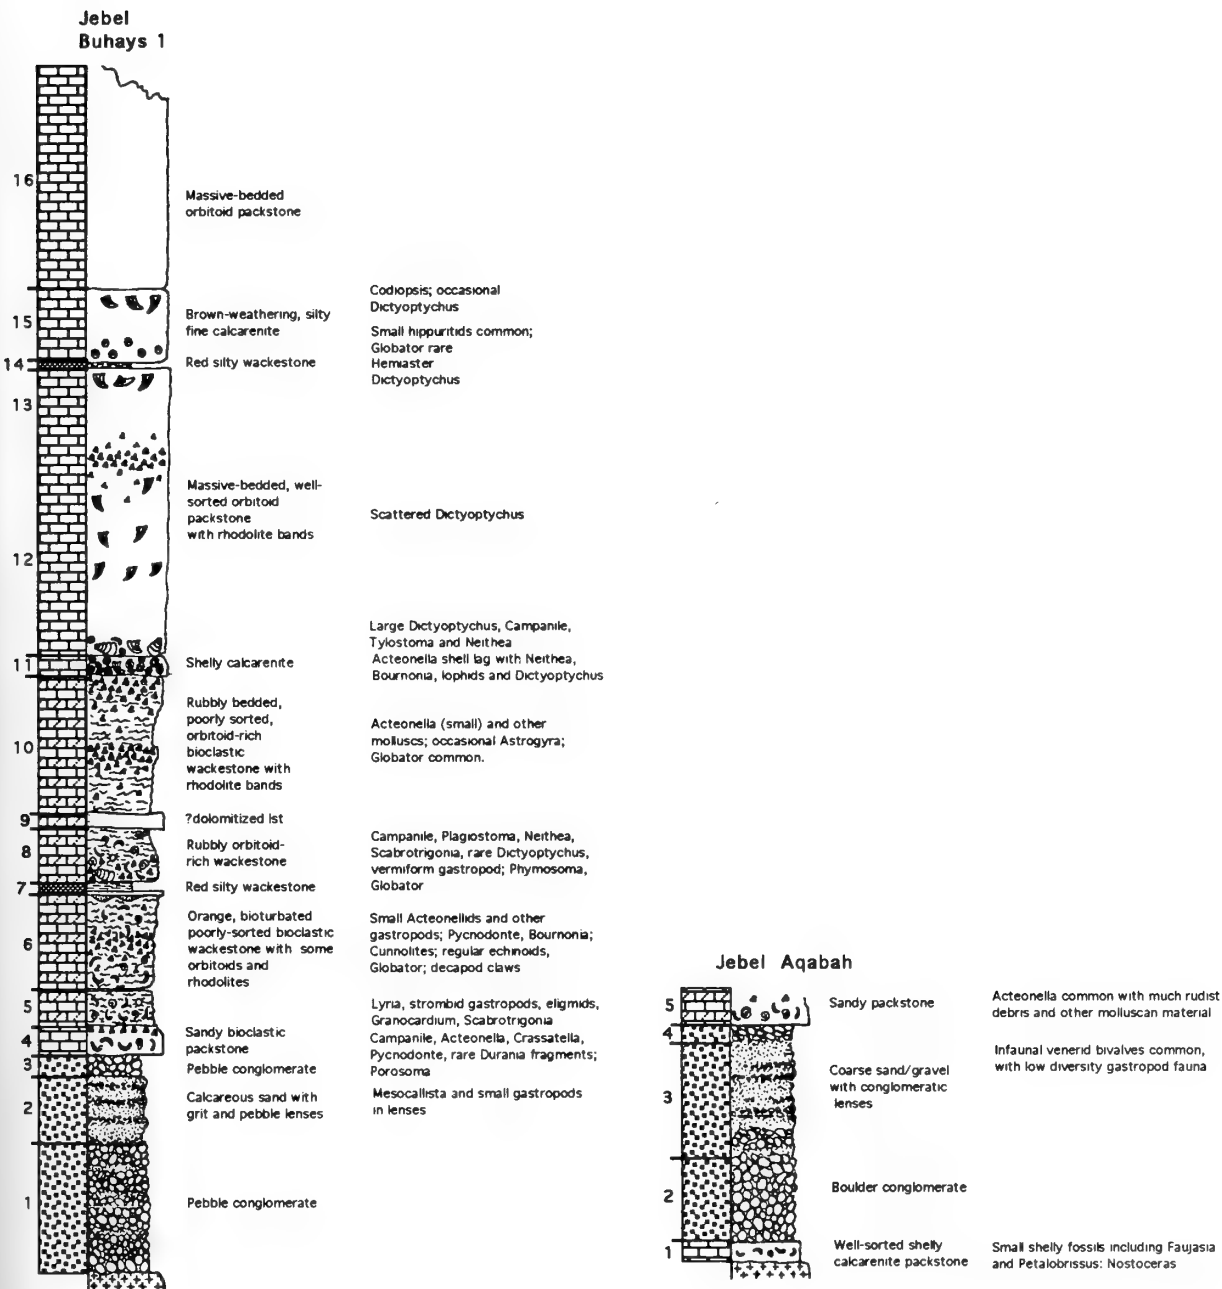 Jebel
Buhays 1
16
Massive-bedded
orbitoid packstone
15
Brown-weathering, silty
fine calcarenite
Codiopsis; occasional
Dictyoptychus
Small hippuritids common;
Globator rare
14
Red silty wackestone
Hemiaster
Dictyoptychus
13
Massive-bedded, well-
sorted orbitoid
packstone
with rhodolite bands
Scattered Dictyoptychus
12
Large Dictyoptychus, Campanile,
Tylostoma and Neithea
11
Shelly calcarenite
Acteonella shell lag with Neithea,
Bournonia, lophids and Dictyoptychus
10
Rubbly bedded,
poorly sorted,
orbitoid-rich
bioclastic
wackestone with
rhodolite bands
Acteonella (small) and other
molluscs; occasional Astrogyra;
Globator common.
9
?dolomitized lst
8
Rubbly orbitoid-
rich wackestone
Campanile, Plagiostoma, Neithea,
Scabrotrigonia, rare Dictyoptychus,
vermiform gastropod; Phymosoma,
Globator
7
Red silty wackestone
6
Orange, bioturbated
poorly-sorted bioclastic
wackestone with some
orbitoids and
rhodolites
Small Acteonellids and other
gastropods; Pycnodonte, Bournonia;
Cunnolites; regular echinoids,
Globator; decapod claws
5
Lyria, strombid gastropods, eligmids,
Granocardium, Scabrotrigonia
4
Sandy bioclastic
packstone
Campanile, Acteonella, Crassatella,
Pycnodonte, rare Durania fragments;
Porosoma
3
Pebble conglomerate
2
Calcareous sand with
grit and pebble lenses
Mesocallista and small gastropods
in lenses
1
Pebble conglomerate
Jebel Aqabah
5
Sandy packstone
Acteonella common with much rudist
debris and other molluscan material
4
Infaunal venerid bivalves common,
with low diversity gastropod fauna
3
Coarse sand/gravel
with conglomeratic
lenses
2
Boulder conglomerate
1
Well-sorted shelly
calcarenite packstone
Small shelly fossils including Faujasia
and Petalobrissus: Nostoceras